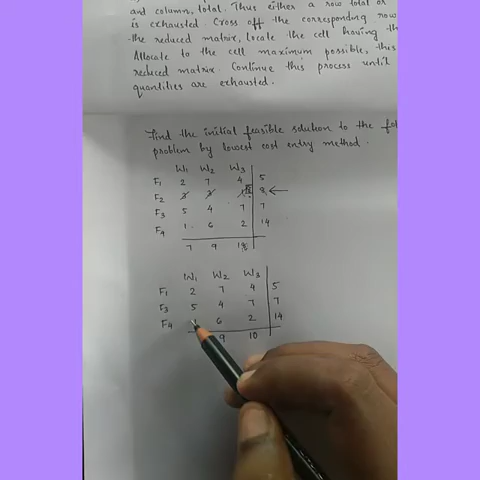 and column, total. Thus either a row total or
is exhausted. Cross off the corresponding row
the reduced matrix, locate the cell having th
Allocate to the cell maximum possible, this
reduced matrix. Continue this process until
quantities are exhausted.
Find the initial feasible solution to the fol
problem by lowest cost entry method.
W1 W2 W3
F1 2 7 4 5
F2 3 3 1 8 8 ←
F3 5 4 7 7
F4 1 6 2 14
7 9 18
W1 W2 W3
F1 2 7 4 5
F3 5 4 7 7
F4 6 2 14
9 10